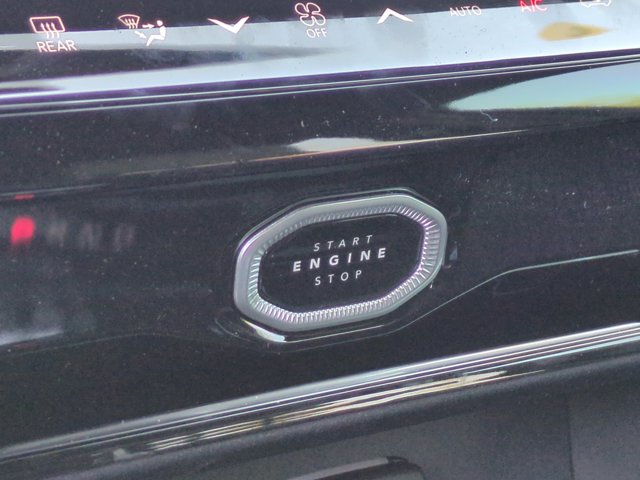 REAR OFF AUTO A/C
START
ENGINE
STOP